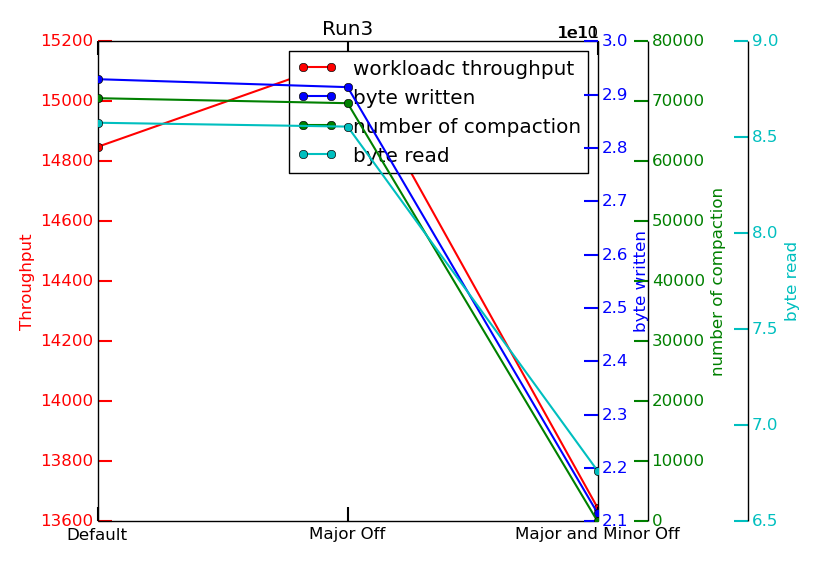 Run3
1e10
workloadc throughput
byte written
number of compaction
byte read
Throughput
15200
15000
14800
14600
14400
14200
14000
13800
13600
Default
Major Off
Major and Minor Off
3.0
2.9
2.8
2.7
2.6
2.5
2.4
2.3
2.2
2.1
byte written
80000
70000
60000
50000
40000
30000
20000
10000
0
number of compaction
9.0
8.5
8.0
7.5
7.0
6.5
byte read